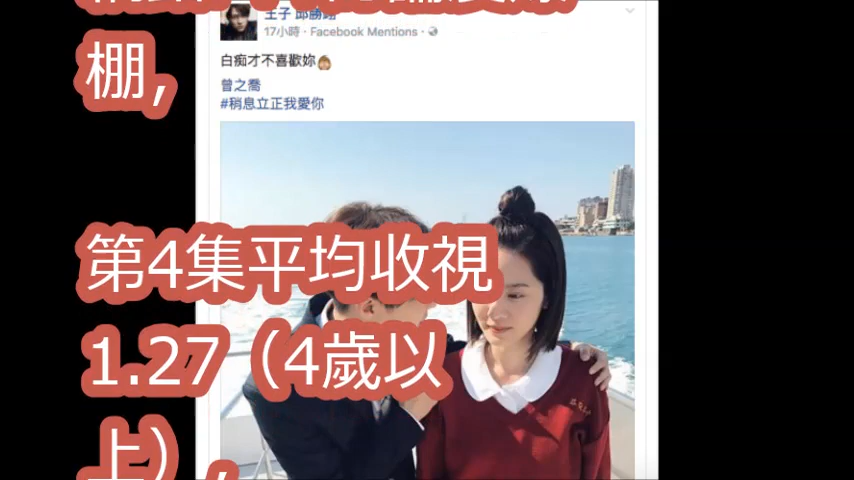 棚,
王子 邱勝翊
17小時 · Facebook Mentions ·
白痴才不喜歡妳
曾之喬
#稍息立正我愛你
第4集平均收視
1.27（4歲以
上）,